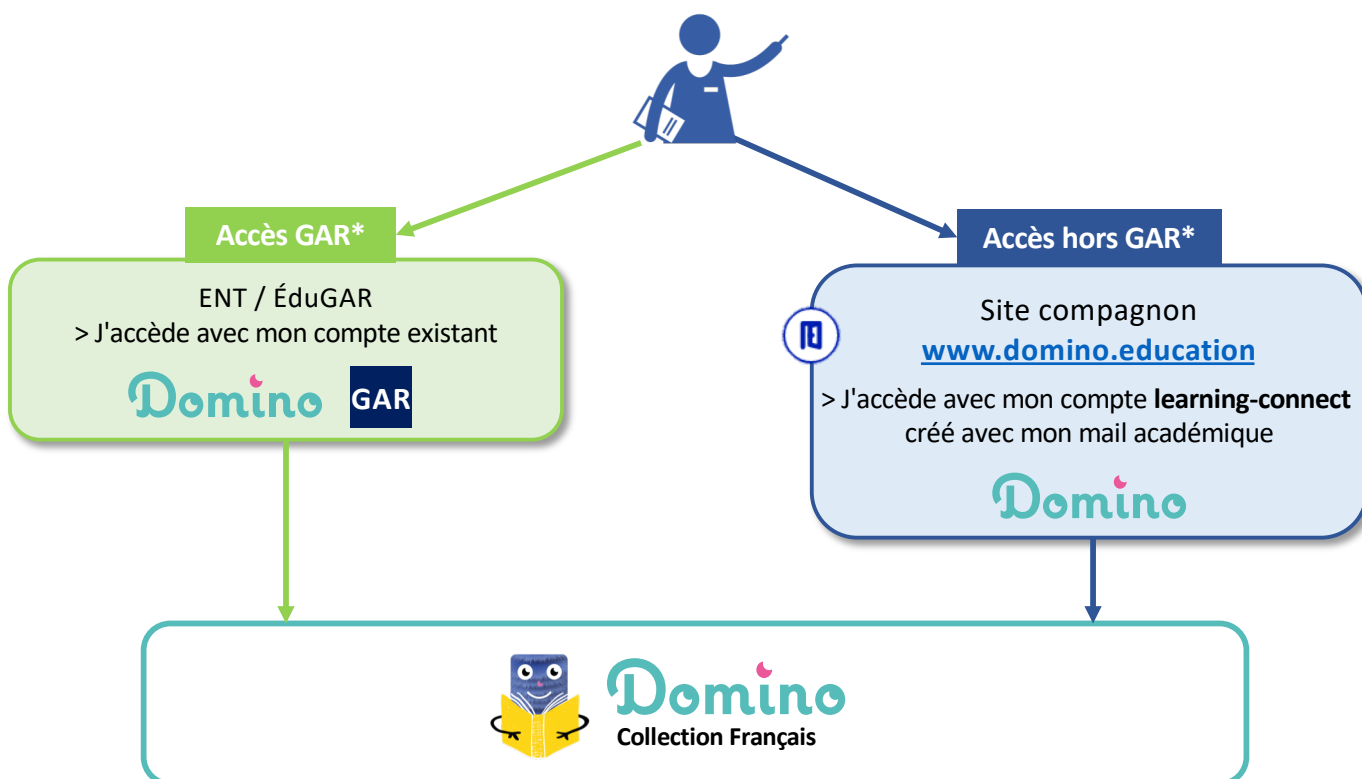 Accès GAR*
ENT / ÉduGAR
> J'accède avec mon compte existant
Domino GAR
Accès hors GAR*
Site compagnon
www.domino.education
> J'accède avec mon compte learning-connect
créé avec mon mail académique
Domino
Domino
Collection Français